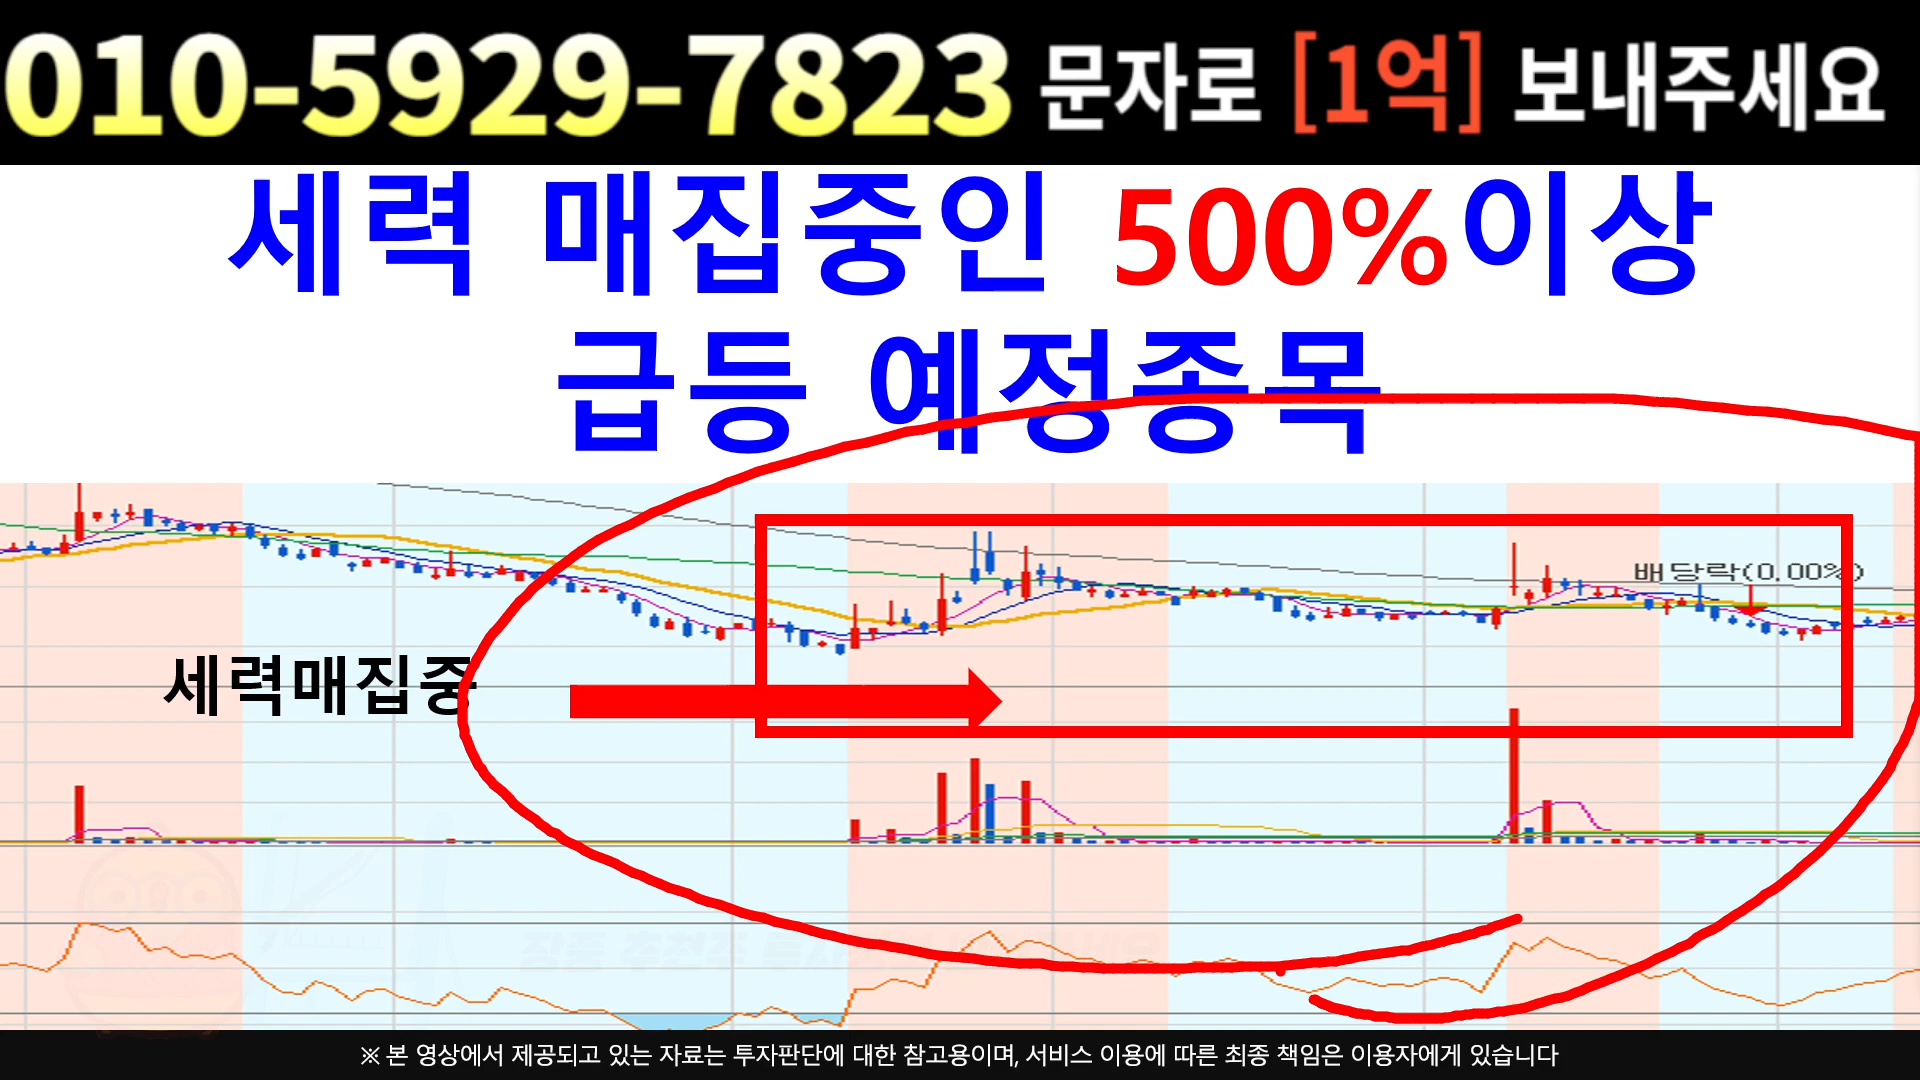 010-5929-7823 문자로 [1억] 보내주세요
세력 매집중인 500%이상
급등 예정종목
배당락(0.00%)
세력매집중
※ 본 영상에서 제공되고 있는 자료는 투자판단에 대한 참고용이며, 서비스 이용에 따른 최종 책임은 이용자에게 있습니다